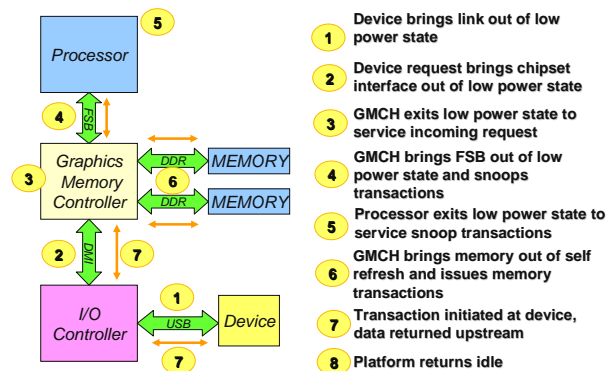 Processor
5
4
FSB
3
Graphics
Memory
Controller
DDR
MEMORY
6
DDR
MEMORY
2
DMI
7
I/O
Controller
1
USB
7
Device
1
Device brings link out of low
power state
2
Device request brings chipset
interface out of low power state
3
GMCH exits low power state to
service incoming request
4
GMCH brings FSB out of low
power state and snoops
transactions
5
Processor exits low power state to
service snoop transactions
6
GMCH brings memory out of self
refresh and issues memory
transactions
7
Transaction initiated at device,
data returned upstream
8
Platform returns idle